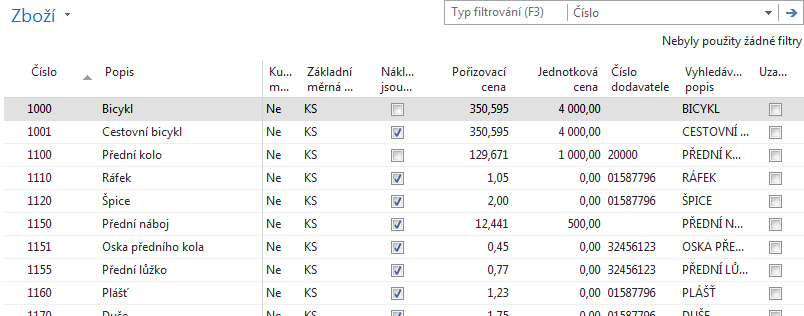 Zboží
Typ filtrování (F3) Číslo
Nebyly použity žádné filtry
Číslo Popis Ku... Základní Nákl... Pořizovací Jednotková Číslo Vyhledáv... Uza...
m... měrná ... jsou... cena cena dodavatele popis
1000 Bicykl Ne KS 350,595 4 000,00 BICYKL
1001 Cestovní bicykl Ne KS 350,595 4 000,00 CESTOVNÍ ...
1100 Přední kolo Ne KS 129,671 1 000,00 20000 PŘEDNÍ K...
1110 Ráfek Ne KS 1,05 0,00 01587796 RÁFEK
1120 Špice Ne KS 2,00 0,00 01587796 ŠPICE
1150 Přední náboj Ne KS 12,441 500,00 PŘEDNÍ N...
1151 Oska předního kola Ne KS 0,45 0,00 32456123 OSKA PŘE...
1155 Přední lůžko Ne KS 0,77 0,00 32456123 PŘEDNÍ LŮ...
1160 Plášť Ne KS 1,23 0,00 01587796 PLÁŠŤ
1170 Duše Ne KS 1,75 0,00 01587796 DUŠE